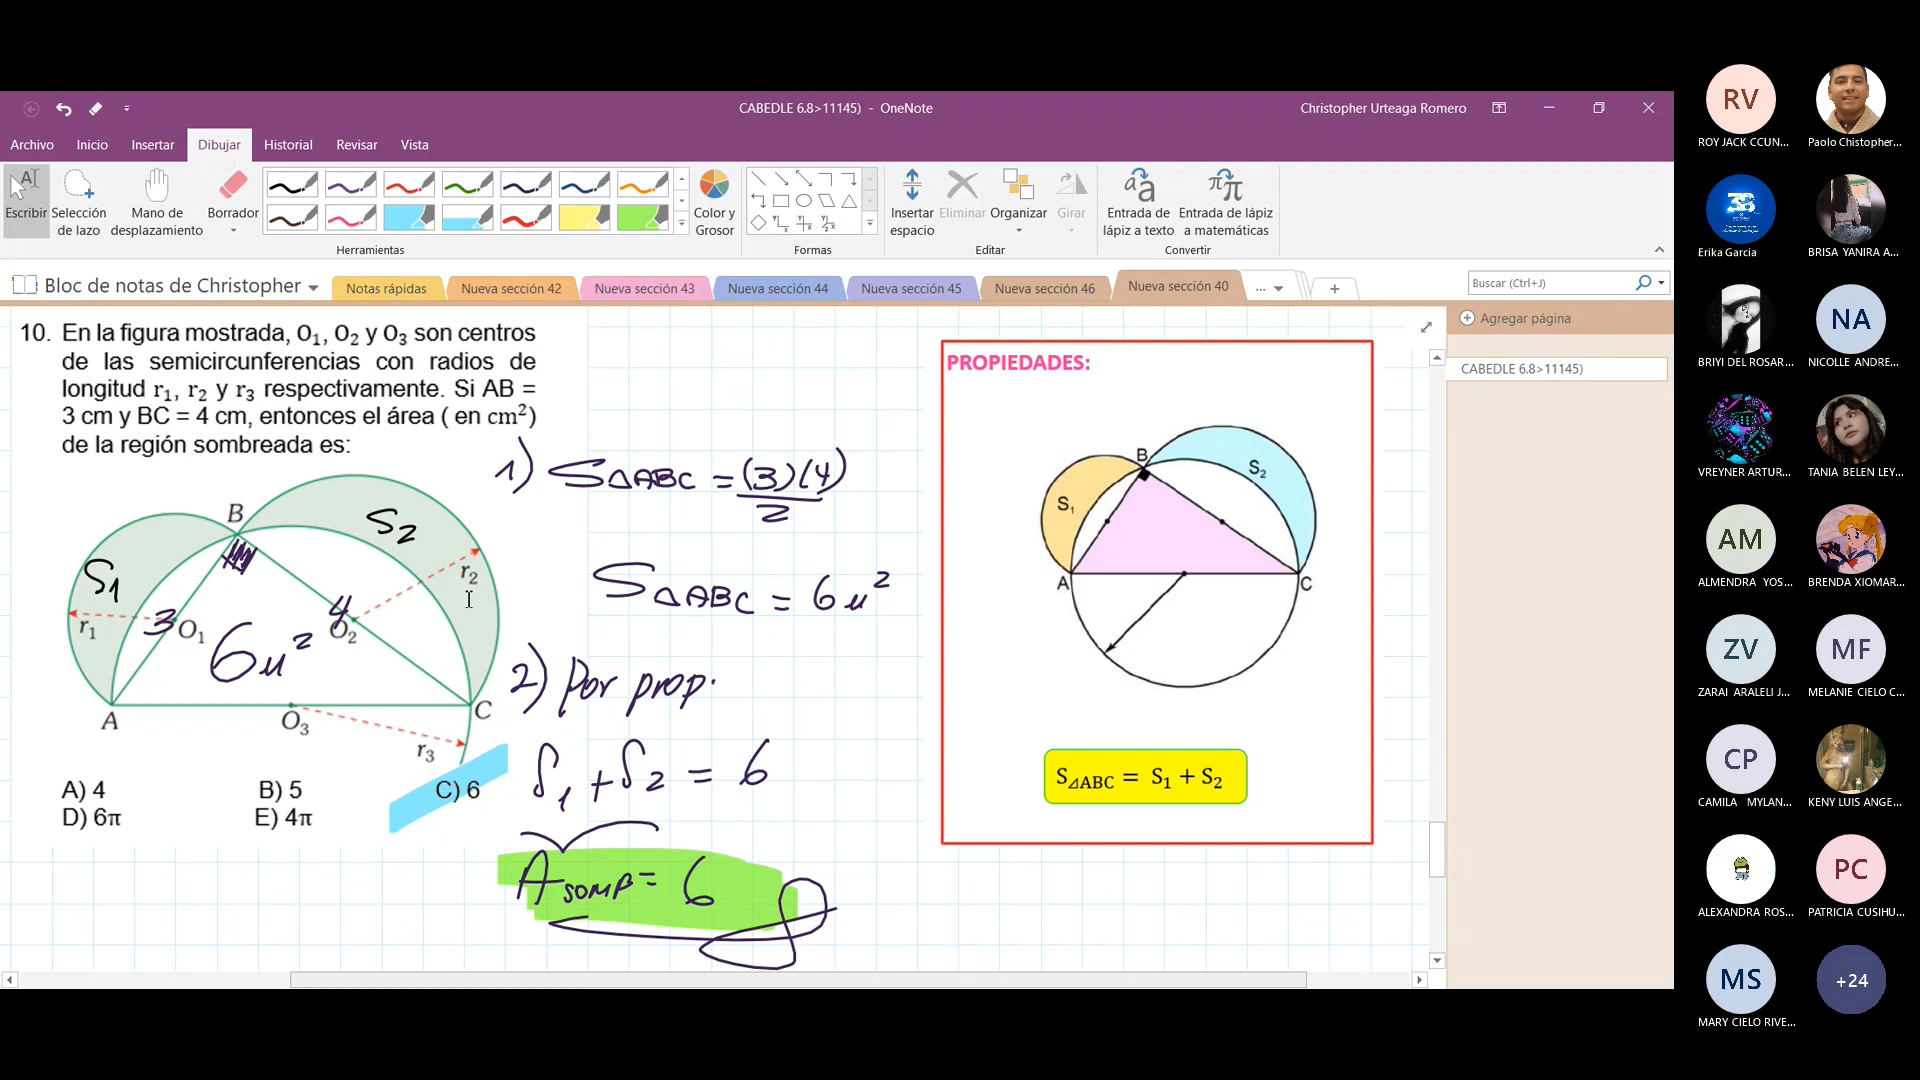 CABEDLE 6.8>11145) - OneNote
Christopher Urteaga Romero
Archivo
Inicio
Insertar
Dibujar
Historial
Revisar
Vista
Escribir
Selección de lazo
Mano de desplazamiento
Borrador
Color y Grosor
Insertar espacio
Eliminar
Organizar
Girar
Entrada de lápiz a texto
Entrada de lápiz a matemáticas
Herramientas
Formas
Editar
Convertir
Bloc de notas de Christopher
Notas rápidas
Nueva sección 42
Nueva sección 43
Nueva sección 44
Nueva sección 45
Nueva sección 46
Nueva sección 40
...
Buscar (Ctrl+J)
Agregar página
CABEDLE 6.8>11145)
10. En la figura mostrada, O₁, O₂ y O₃ son centros
de las semicircunferencias con radios de
longitud r₁, r₂ y r₃ respectivamente. Si AB =
3 cm y BC = 4 cm, entonces el área ( en cm²)
de la región sombreada es:
B
S₂
S₁
r₂
r₁
3
O₁
4
O₂
6u²
A
O₃
C
r₃
A) 4
B) 5
C) 6
D) 6π
E) 4π
1) S△ABC = (3)(4)
2
S△ABC = 6u²
2) Por prop.
S₁ + S₂ = 6
A SOMB = 6
PROPIEDADES:
B
S₂
S₁
A
C
S⊿ABC = S₁ + S₂
RV
ROY JACK CCUN...
Paolo Chistopher...
Erika Garcia
BRISA YANIRA A...
BRIYI DEL ROSAR...
NA
NICOLLE ANDRE...
VREYNER ARTUR...
TANIA BELEN LEY...
AM
ALMENDRA YOS...
BRENDA XIOMAR...
ZV
ZARAI ARALELI J...
MF
MELANIE CIELO C...
CP
CAMILA MYLAN...
KENY LUIS ANGE...
ALEXANDRA ROS...
PC
PATRICIA CUSIHU...
MS
MARY CIELO RIVE...
+24